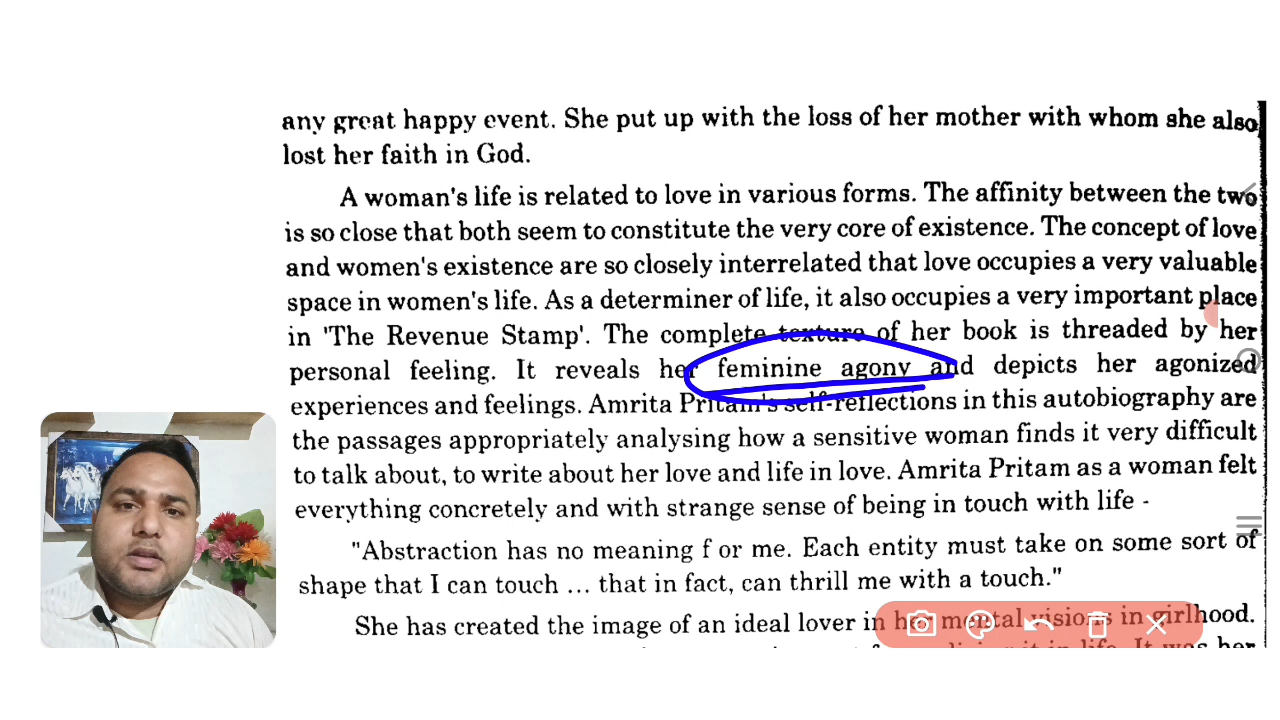 any great happy event. She put up with the loss of her mother with whom she also
lost her faith in God.
A woman's life is related to love in various forms. The affinity between the two
is so close that both seem to constitute the very core of existence. The concept of love
and women's existence are so closely interrelated that love occupies a very valuable
space in women's life. As a determiner of life, it also occupies a very important place
in 'The Revenue Stamp'. The complete texture of her book is threaded by her
personal feeling. It reveals her feminine agony and depicts her agonized
experiences and feelings. Amrita Pritam's self-reflections in this autobiography are
the passages appropriately analysing how a sensitive woman finds it very difficult
to talk about, to write about her love and life in love. Amrita Pritam as a woman felt
everything concretely and with strange sense of being in touch with life -
"Abstraction has no meaning f or me. Each entity must take on some sort of
shape that I can touch ... that in fact, can thrill me with a touch."
She has created the image of an ideal lover in her mental visions in girlhood.